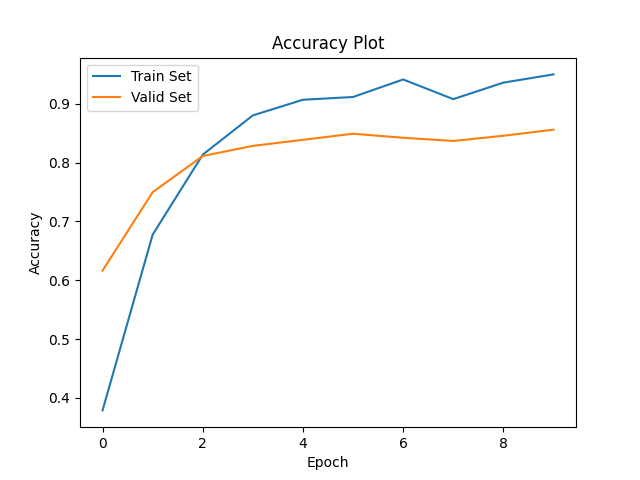 Accuracy Plot
Train Set
Valid Set
0.9
0.8
0.7
0.6
0.5
0.4
Accuracy
0 2 4 6 8
Epoch